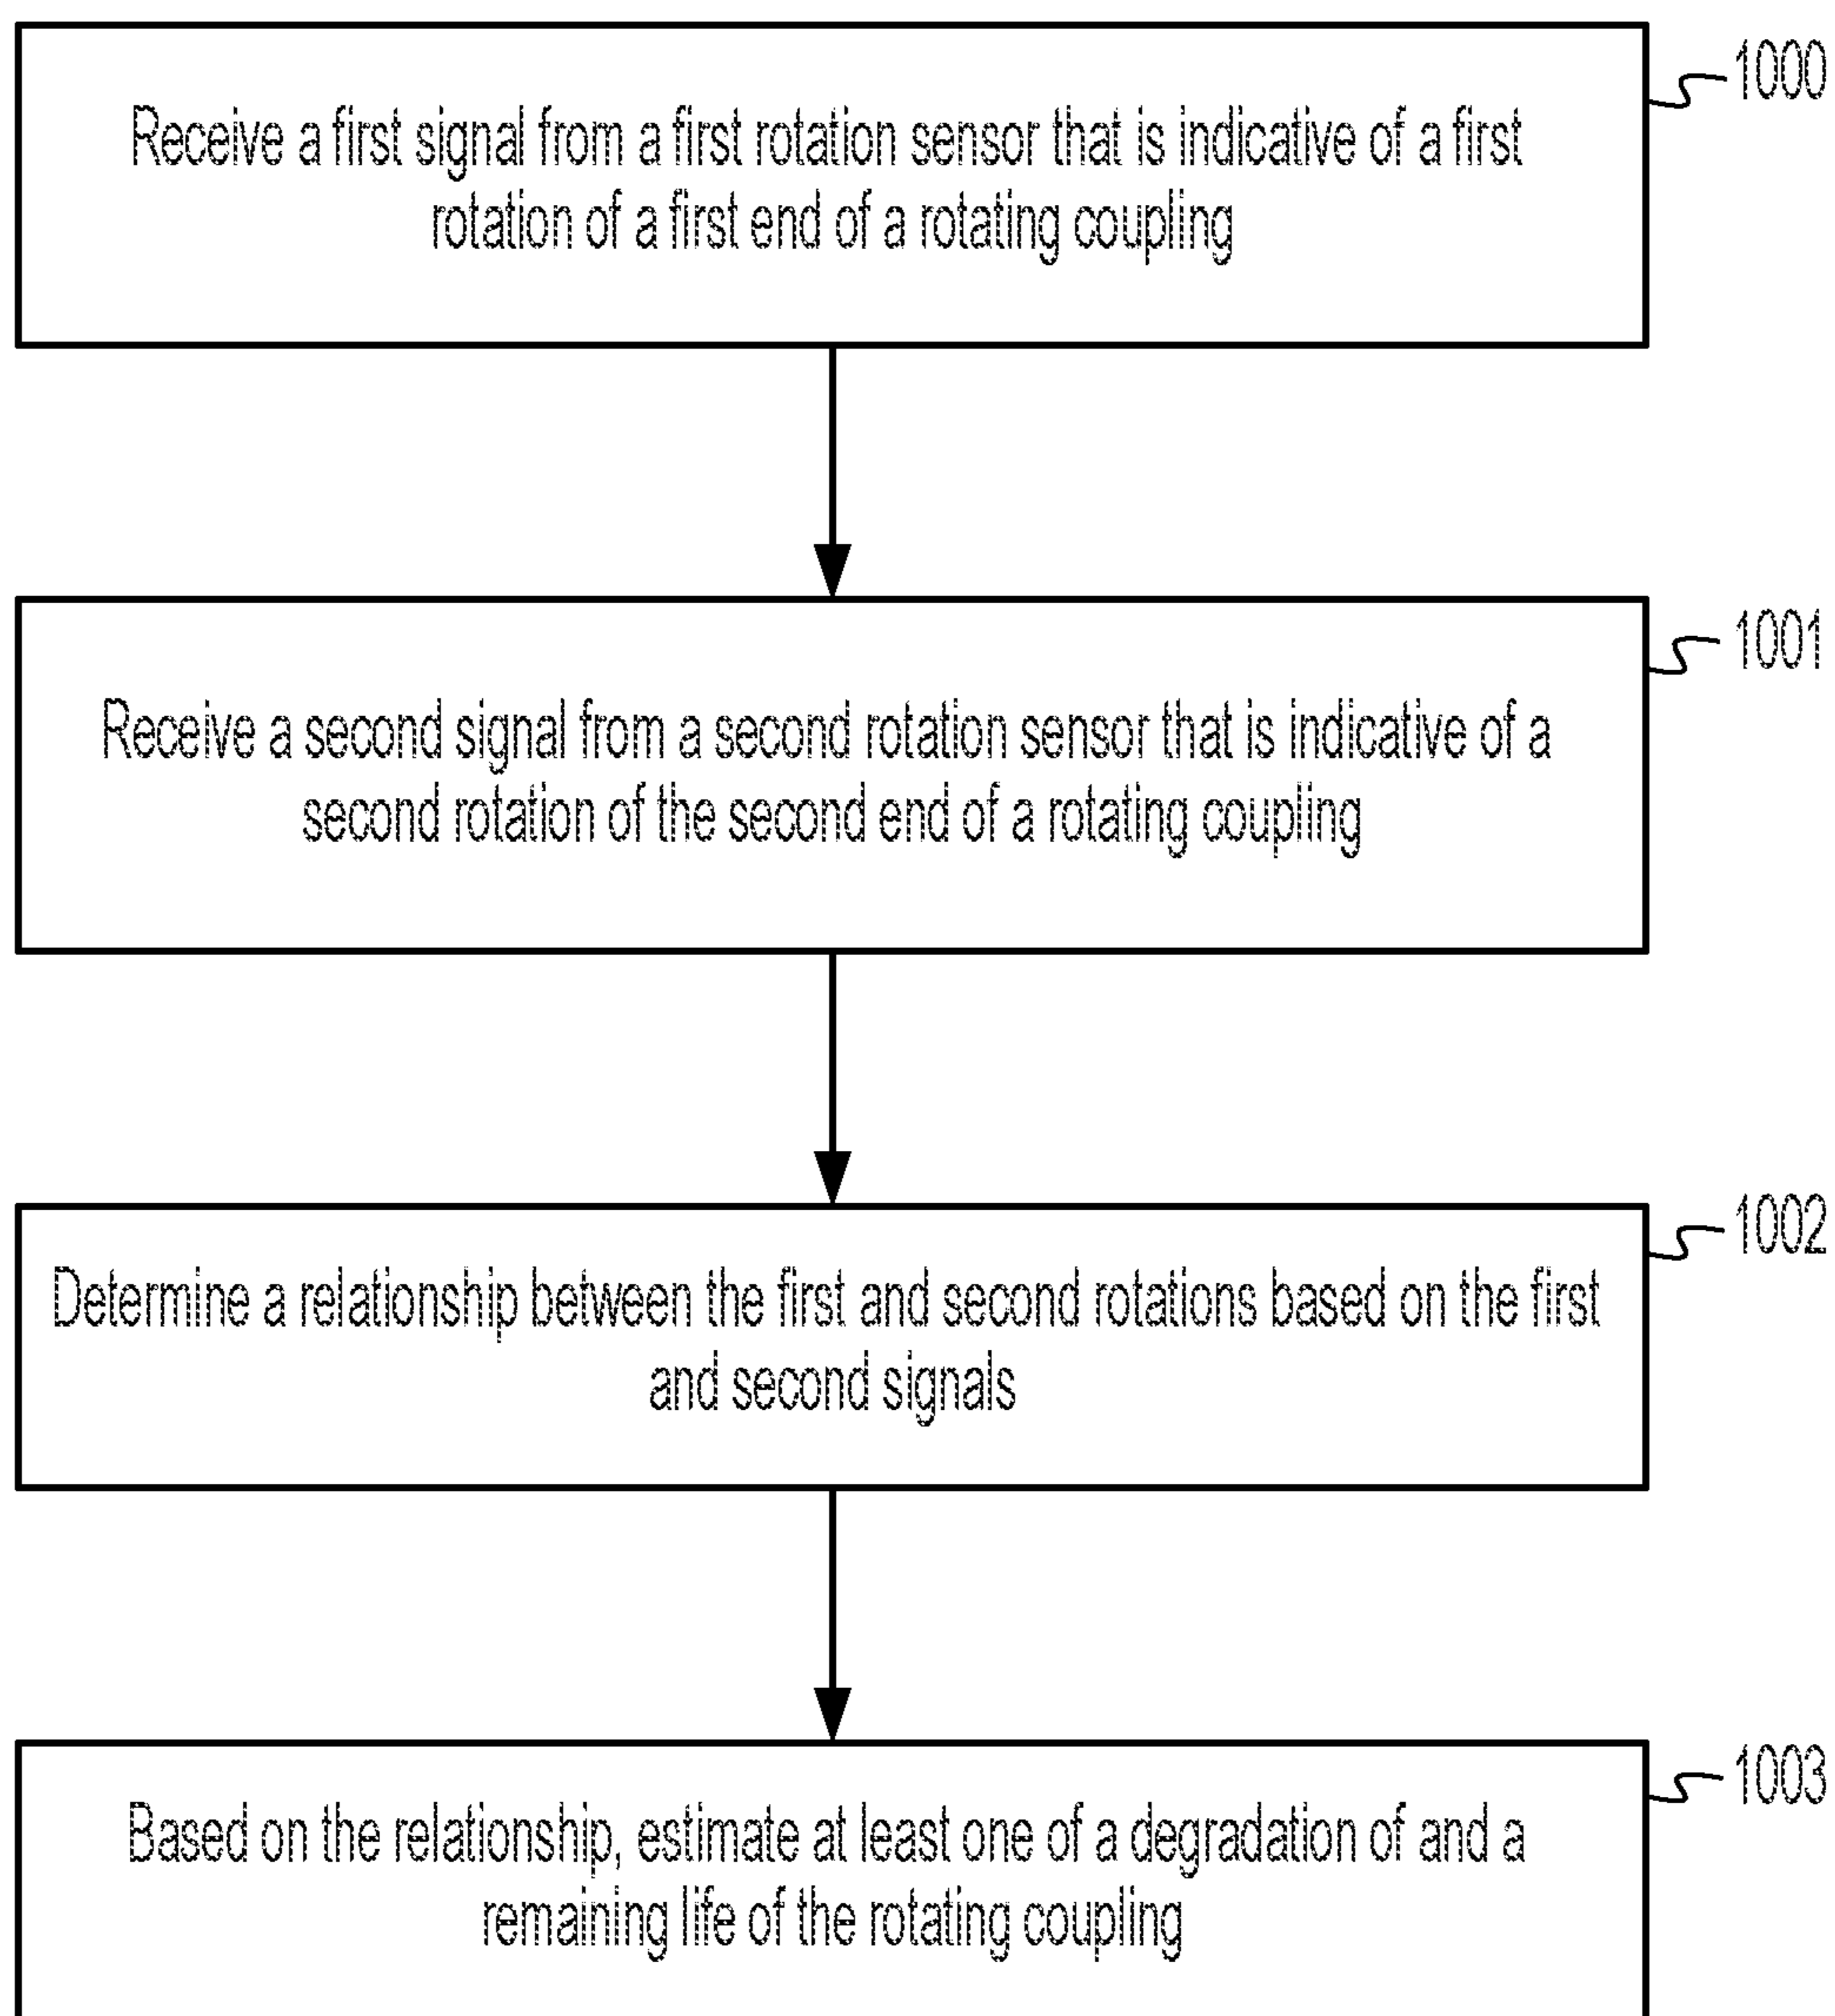 1000
Receive a first signal from a first rotation sensor that is indicative of a first
rotation of a first end of a rotating coupling
1001
Receive a second signal from a second rotation sensor that is indicative of a
second rotation of the second end of a rotating coupling
1002
Determine a relationship between the first and second rotations based on the first
and second signals
1003
Based on the relationship, estimate at least one of a degradation of and a
remaining life of the rotating coupling